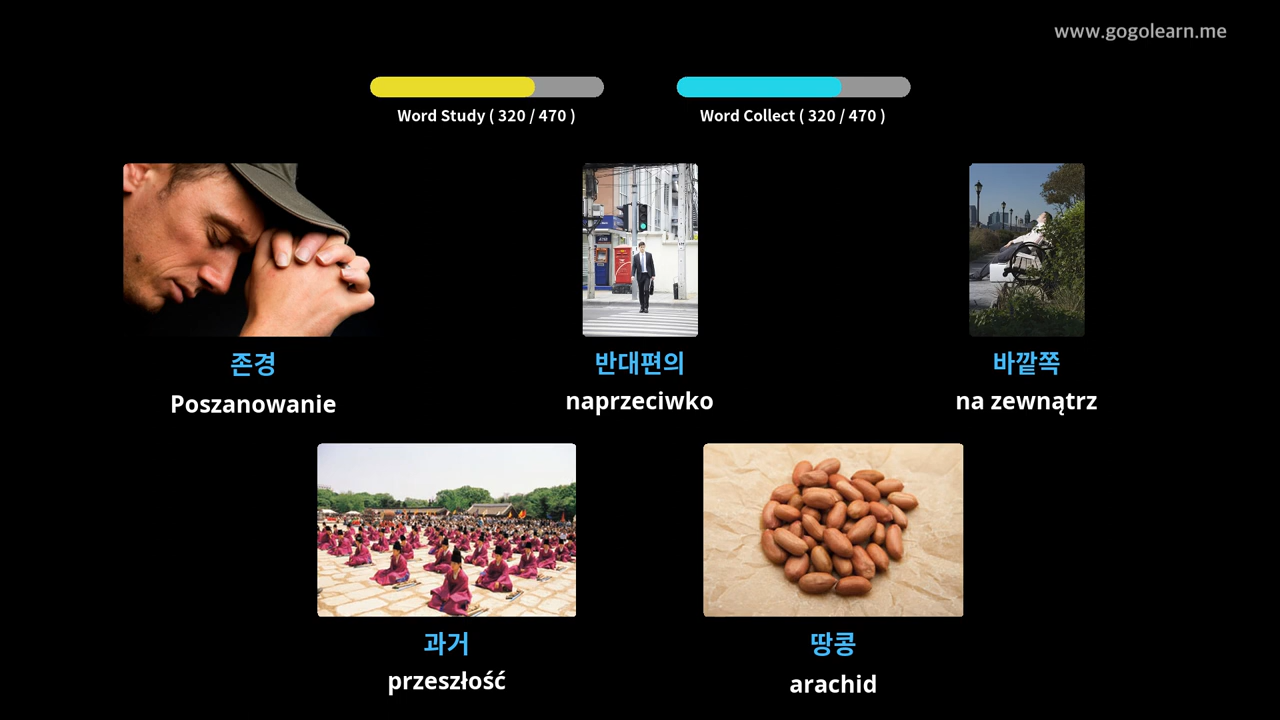 www.gogolearn.me
Word Study ( 320 / 470 )
Word Collect ( 320 / 470 )
존경
Poszanowanie
반대편의
naprzeciwko
바깥쪽
na zewnątrz
과거
przeszłość
땅콩
arachid